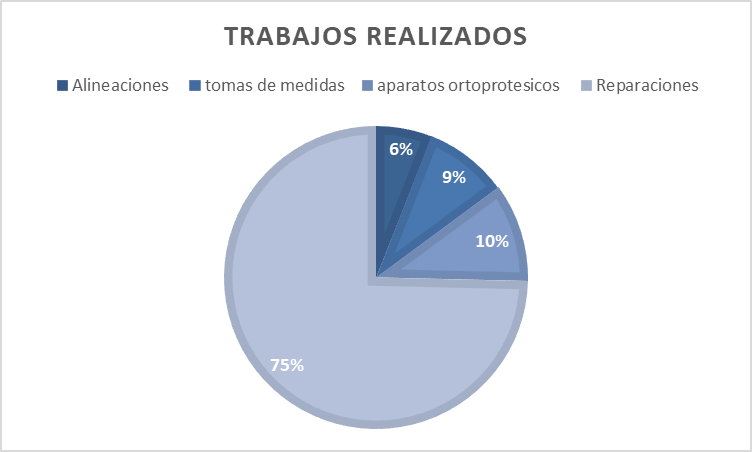 TRABAJOS REALIZADOS
Alineaciones tomas de medidas aparatos ortoprotesicos Reparaciones
6%
9%
10%
75%